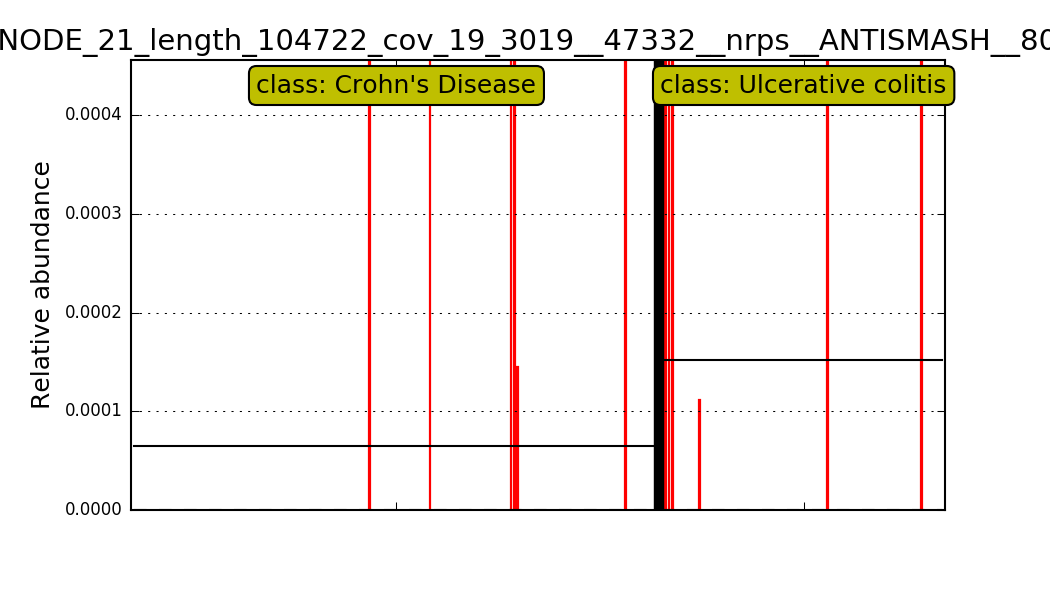 NODE_21_length_104722_cov_19_3019__47332__nrps__ANTISMASH__80
class: Crohn's Disease
class: Ulcerative colitis
Relative abundance
0.0004
0.0003
0.0002
0.0001
0.0000